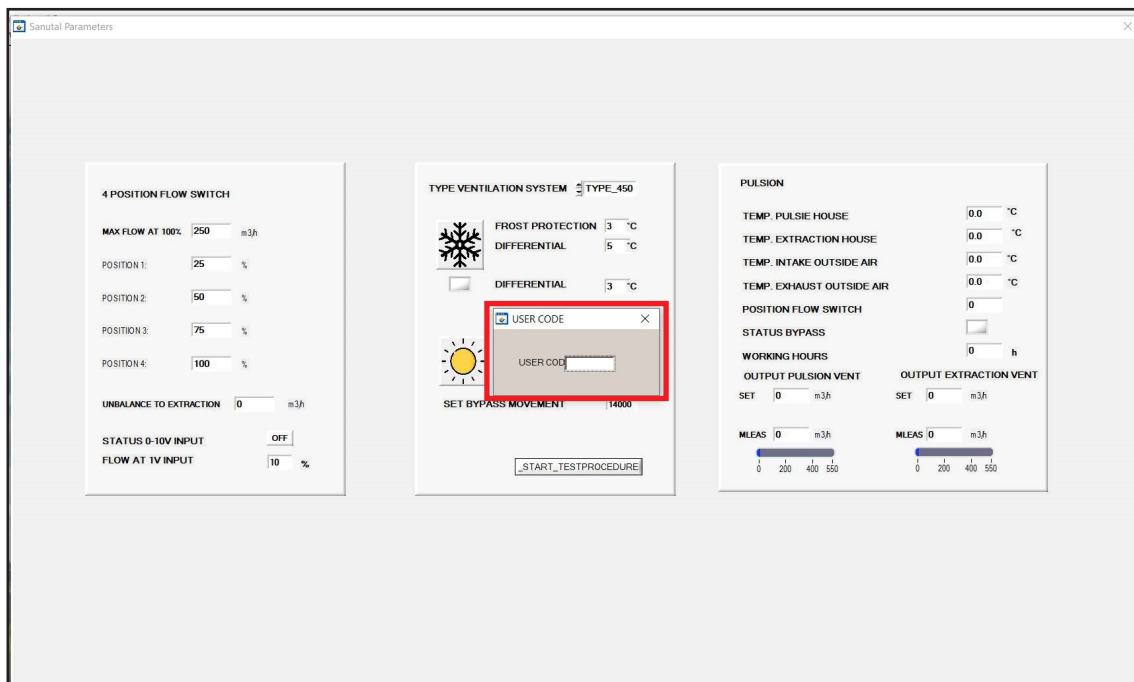 Sanutal Parameters
4 POSITION FLOW SWITCH
MAX FLOW AT 100% 250 m3/h
POSITION 1: 25 %
POSITION 2: 50 %
POSITION 3: 75 %
POSITION 4: 100 %
UNBALANCE TO EXTRACTION 0 m3/h
STATUS 0-10V INPUT OFF
FLOW AT 1V INPUT 10 %
TYPE VENTILATION SYSTEM TYPE_450
FROST PROTECTION 3 °C
DIFFERENTIAL 5 °C
DIFFERENTIAL 3 °C
USER CODE
USER COD
SET BYPASS MOVEMENT 14000
_START_TESTPROCEDURE
PULSION
TEMP. PULSIE HOUSE 0.0 °C
TEMP. EXTRACTION HOUSE 0.0 °C
TEMP. INTAKE OUTSIDE AIR 0.0 °C
TEMP. EXHAUST OUTSIDE AIR 0.0 °C
POSITION FLOW SWITCH 0
STATUS BYPASS
WORKING HOURS 0 h
OUTPUT PULSION VENT OUTPUT EXTRACTION VENT
SET 0 m3/h SET 0 m3/h
MLEAS 0 m3/h MLEAS 0 m3/h
0 200 400 550 0 200 400 550